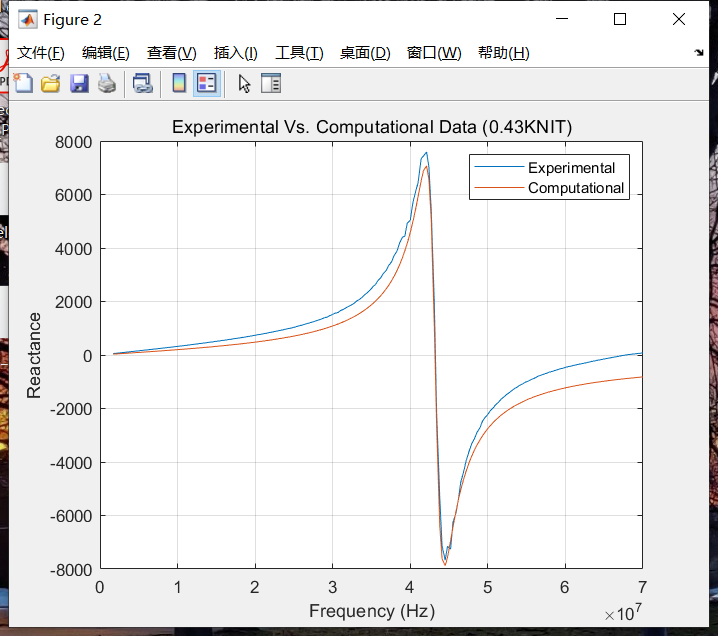 Figure 2
文件(F) 编辑(E) 查看(V) 插入(I) 工具(T) 桌面(D) 窗口(W) 帮助(H)
Experimental Vs. Computational Data (0.43KNIT)
Experimental
Computational
8000
6000
4000
2000
0
-2000
-4000
-6000
-8000
Reactance
0 1 2 3 4 5 6 7
Frequency (Hz)
×10⁷